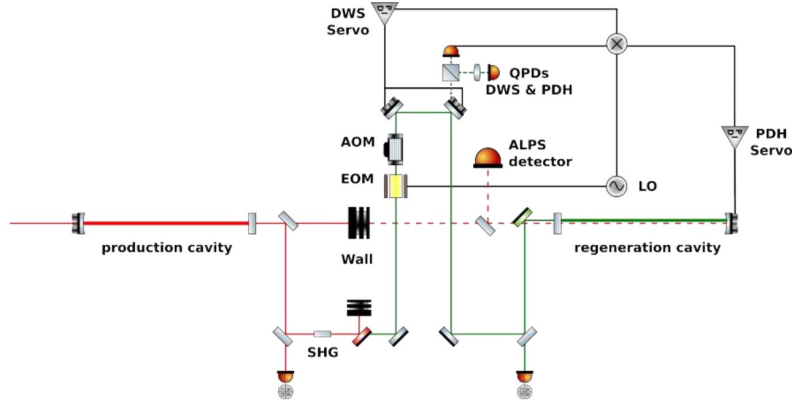 DWS
Servo
QPDs
DWS & PDH
AOM
ALPS
detector
PDH
Servo
EOM
LO
production cavity
Wall
regeneration cavity
SHG